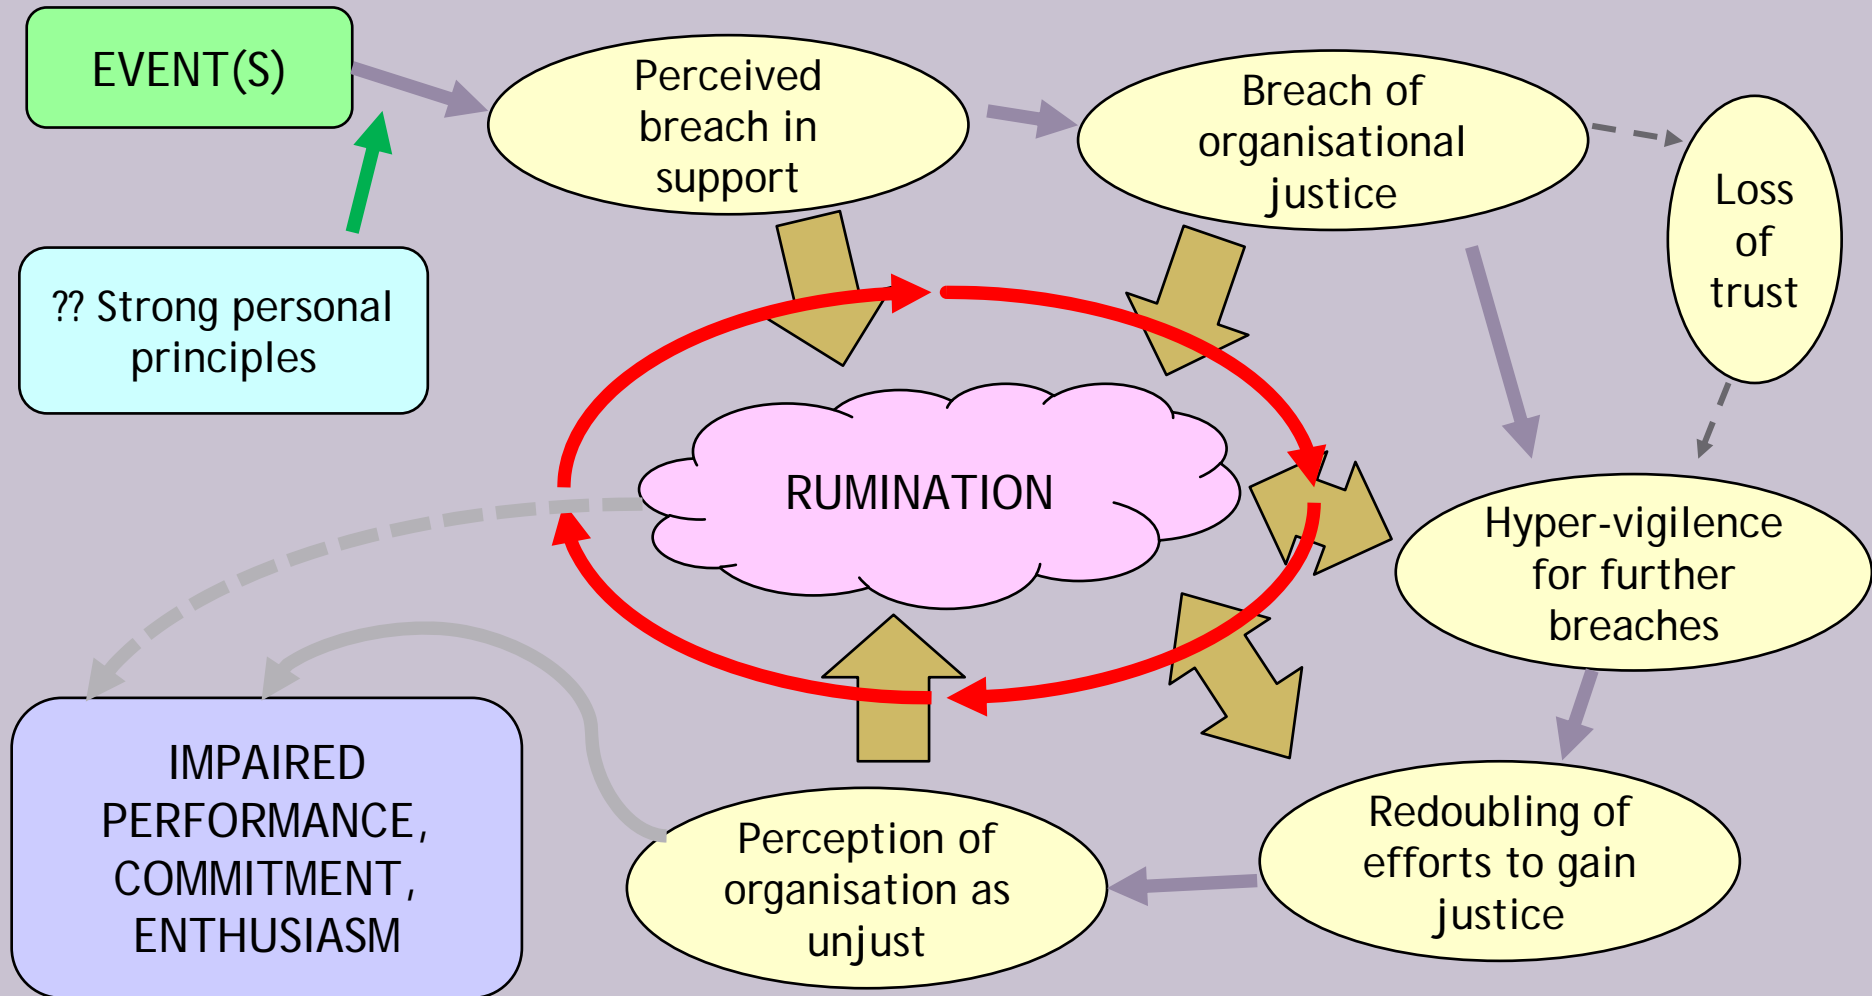 EVENT(S)
Perceived
breach in
support
Breach of
organisational
justice
Loss
of
trust
?? Strong personal
principles
RUMINATION
Hyper-vigilence
for further
breaches
Redoubling of
efforts to gain
justice
Perception of
organisation as
unjust
IMPAIRED
PERFORMANCE,
COMMITMENT,
ENTHUSIASM